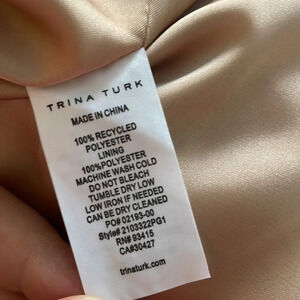 TRINA TURK
MADE IN CHINA
100% RECYCLED
POLYESTER
LINING
100%POLYESTER
MACHINE WASH COLD
DO NOT BLEACH
TUMBLE DRY LOW
LOW IRON IF NEEDED
CAN BE DRY CLEANED
PO# 02193-00
Style# 2103322PG1
RN# 93415
CA#30427
trinaturk.com